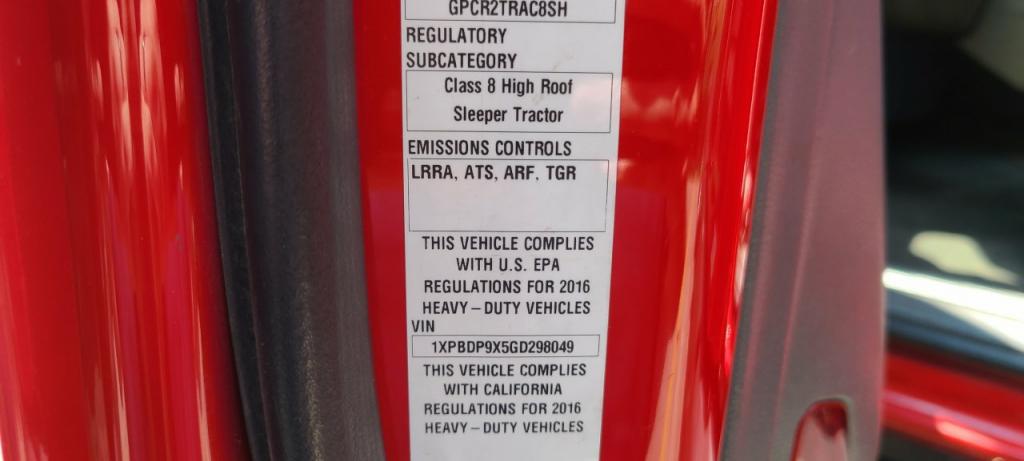 GPCR2TRAC8SH
REGULATORY
SUBCATEGORY
Class 8 High Roof
Sleeper Tractor
EMISSIONS CONTROLS
LRRA, ATS, ARF, TGR
THIS VEHICLE COMPLIES
WITH U.S. EPA
REGULATIONS FOR 2016
HEAVY-DUTY VEHICLES
VIN
1XPBDP9X5GD298049
THIS VEHICLE COMPLIES
WITH CALIFORNIA
REGULATIONS FOR 2016
HEAVY-DUTY VEHICLES